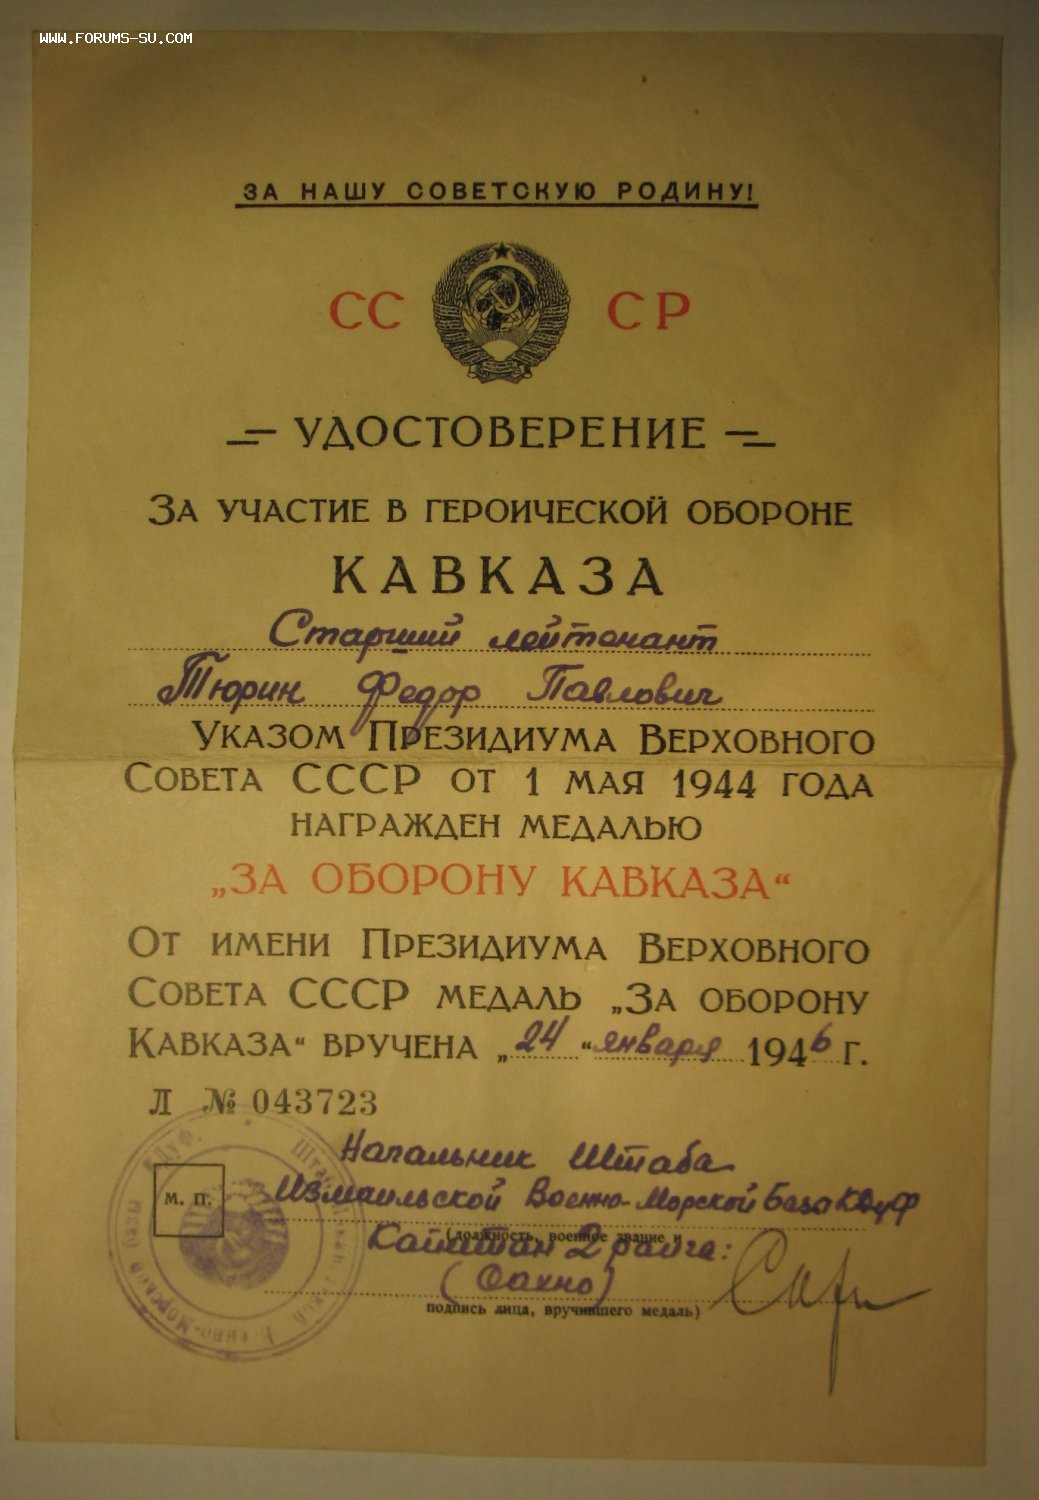 WWW.FORUMS-SU.COM
ЗА НАШУ СОВЕТСКУЮ РОДИНУ!
СС СР
УДОСТОВЕРЕНИЕ
ЗА УЧАСТИЕ В ГЕРОИЧЕСКОЙ ОБОРОНЕ
КАВКАЗА
Старший лейтенант
Тюрин Федор Павлович
УКАЗОМ ПРЕЗИДИУМА ВЕРХОВНОГО
СОВЕТА СССР ОТ 1 МАЯ 1944 ГОДА
НАГРАЖДЕН МЕДАЛЬЮ
„ЗА ОБОРОНУ КАВКАЗА“
ОТ ИМЕНИ ПРЕЗИДИУМА ВЕРХОВНОГО
СОВЕТА СССР МЕДАЛЬ „ЗА ОБОРОНУ
КАВКАЗА“ ВРУЧЕНА „24“ января 1946 Г.
Л № 043723
Начальник Штаба
М. П.
Измаильской Военно-Морской База КДуФ
(должность, военное звание и
Капитан 2 ранга:
подпись лица, вручившего медаль)